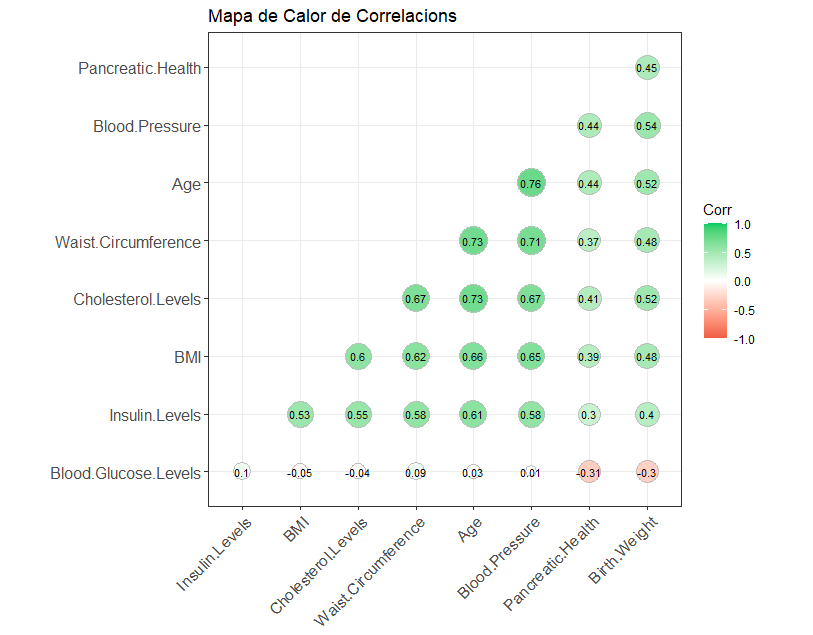 Mapa de Calor de Correlacions
Pancreatic.Health 0.45
Blood.Pressure 0.44 0.54
Age 0.76 0.44 0.52
Waist.Circumference 0.73 0.71 0.37 0.48
Cholesterol.Levels 0.67 0.73 0.67 0.41 0.52
BMI 0.6 0.62 0.66 0.65 0.39 0.48
Insulin.Levels 0.53 0.55 0.58 0.61 0.58 0.3 0.4
Blood.Glucose.Levels 0.1 -0.05 -0.04 0.09 0.03 0.01 -0.31 -0.3
Insulin.Levels
BMI
Cholesterol.Levels
Waist.Circumference
Age
Blood.Pressure
Pancreatic.Health
Birth.Weight
Corr
1.0
0.5
0.0
-0.5
-1.0